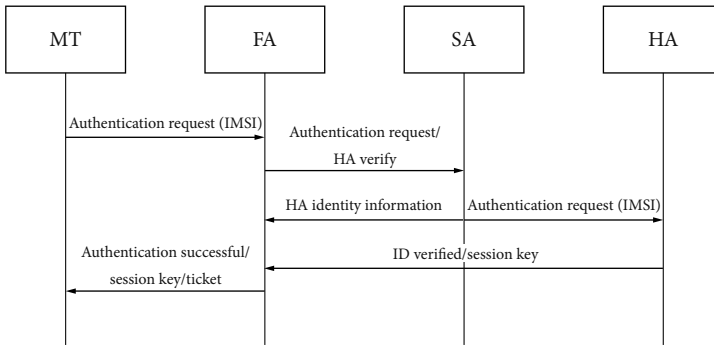 MT
FA
SA
HA
Authentication request (IMSI)
Authentication request/
HA verify
HA identity information
Authentication request (IMSI)
Authentication successful/
session key/ticket
ID verified/session key